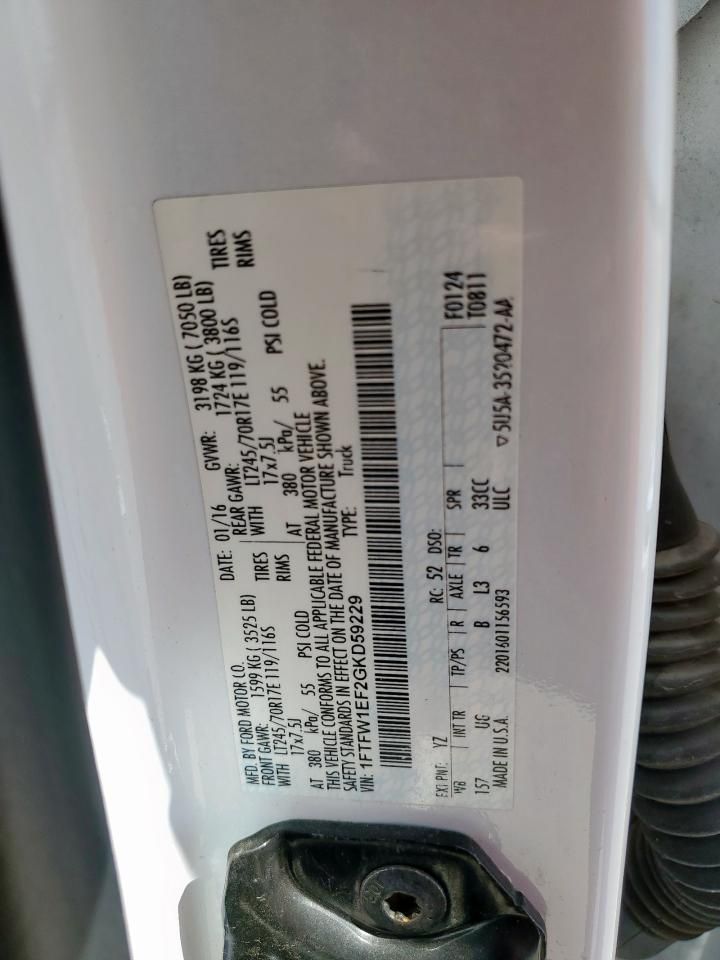 MFD. BY FORD MOTOR CO.
DATE: 01/16 GVWR: 3198 KG ( 7050 LB)
FRONT GAWR: 1599 KG ( 3525 LB) REAR GAWR: 1724 KG ( 3800 LB)
WITH LT245/70R17E 119/116S TIRES WITH LT245/70R17E 119/116S TIRES
17x7.5J RIMS 17x7.5J RIMS
AT 380 kPa/ 55 PSI COLD AT 380 kPa/ 55 PSI COLD
THIS VEHICLE CONFORMS TO ALL APPLICABLE FEDERAL MOTOR VEHICLE
SAFETY STANDARDS IN EFFECT ON THE DATE OF MANUFACTURE SHOWN ABOVE.
VIN: 1FTFW1EF2GKD59229 TYPE: Truck
EXT PNT: YZ RC: 52 DSO: F0124
WB INT TR TP/PS R AXLE TR SPR T0811
157 UG B L3 6 33CC
MADE IN U.S.A. 2201601156593 ULC ▽5U5A-3520472-AA